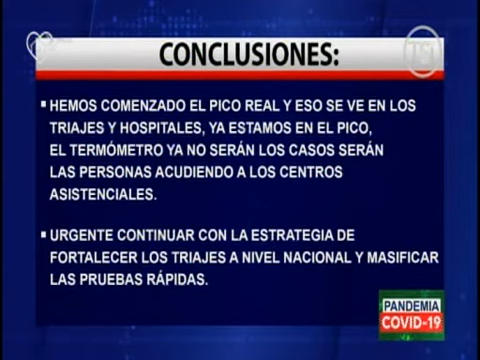 CONCLUSIONES:
TSi
▪ HEMOS COMENZADO EL PICO REAL Y ESO SE VE EN LOS
TRIAJES Y HOSPITALES, YA ESTAMOS EN EL PICO,
EL TERMÓMETRO YA NO SERÁN LOS CASOS SERÁN
LAS PERSONAS ACUDIENDO A LOS CENTROS
ASISTENCIALES.
▪ URGENTE CONTINUAR CON LA ESTRATEGIA DE
FORTALECER LOS TRIAJES A NIVEL NACIONAL Y MASIFICAR
LAS PRUEBAS RÁPIDAS.
PANDEMIA
COVID-19